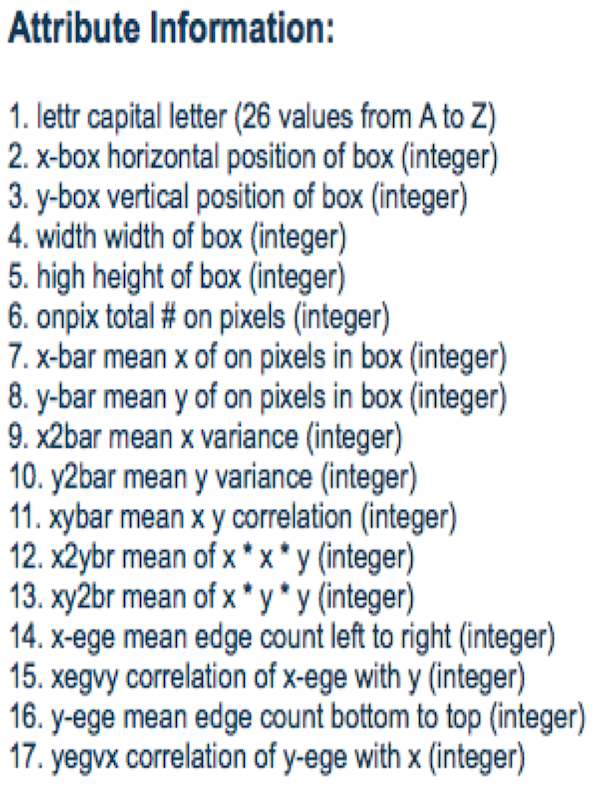 Attribute Information:
1. lettr capital letter (26 values from A to Z)
2. x-box horizontal position of box (integer)
3. y-box vertical position of box (integer)
4. width width of box (integer)
5. high height of box (integer)
6. onpix total # on pixels (integer)
7. x-bar mean x of on pixels in box (integer)
8. y-bar mean y of on pixels in box (integer)
9. x2bar mean x variance (integer)
10. y2bar mean y variance (integer)
11. xybar mean x y correlation (integer)
12. x2ybr mean of x * x * y (integer)
13. xy2br mean of x * y * y (integer)
14. x-ege mean edge count left to right (integer)
15. xegvy correlation of x-ege with y (integer)
16. y-ege mean edge count bottom to top (integer)
17. yegvx correlation of y-ege with x (integer)